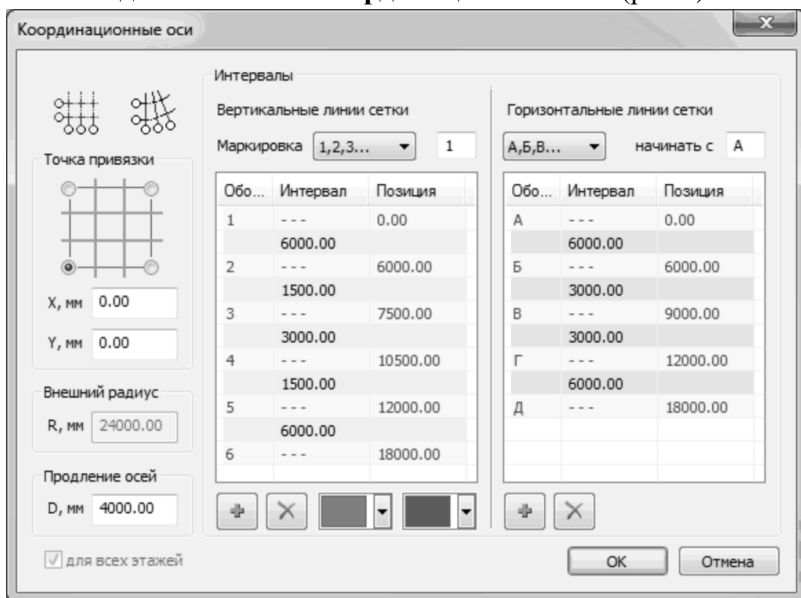 Координационные оси
Интервалы
Вертикальные линии сетки
Маркировка 1,2,3... 1
Обо... Интервал Позиция
1 --- 0.00
6000.00
2 --- 6000.00
1500.00
3 --- 7500.00
3000.00
4 --- 10500.00
1500.00
5 --- 12000.00
6000.00
6 --- 18000.00
Горизонтальные линии сетки
А,Б,В... начинать с А
Обо... Интервал Позиция
А --- 0.00
6000.00
Б --- 6000.00
3000.00
В --- 9000.00
3000.00
Г --- 12000.00
6000.00
Д --- 18000.00
Точка привязки
X, мм 0.00
Y, мм 0.00
Внешний радиус
R, мм 24000.00
Продление осей
D, мм 4000.00
для всех этажей
ОК Отмена